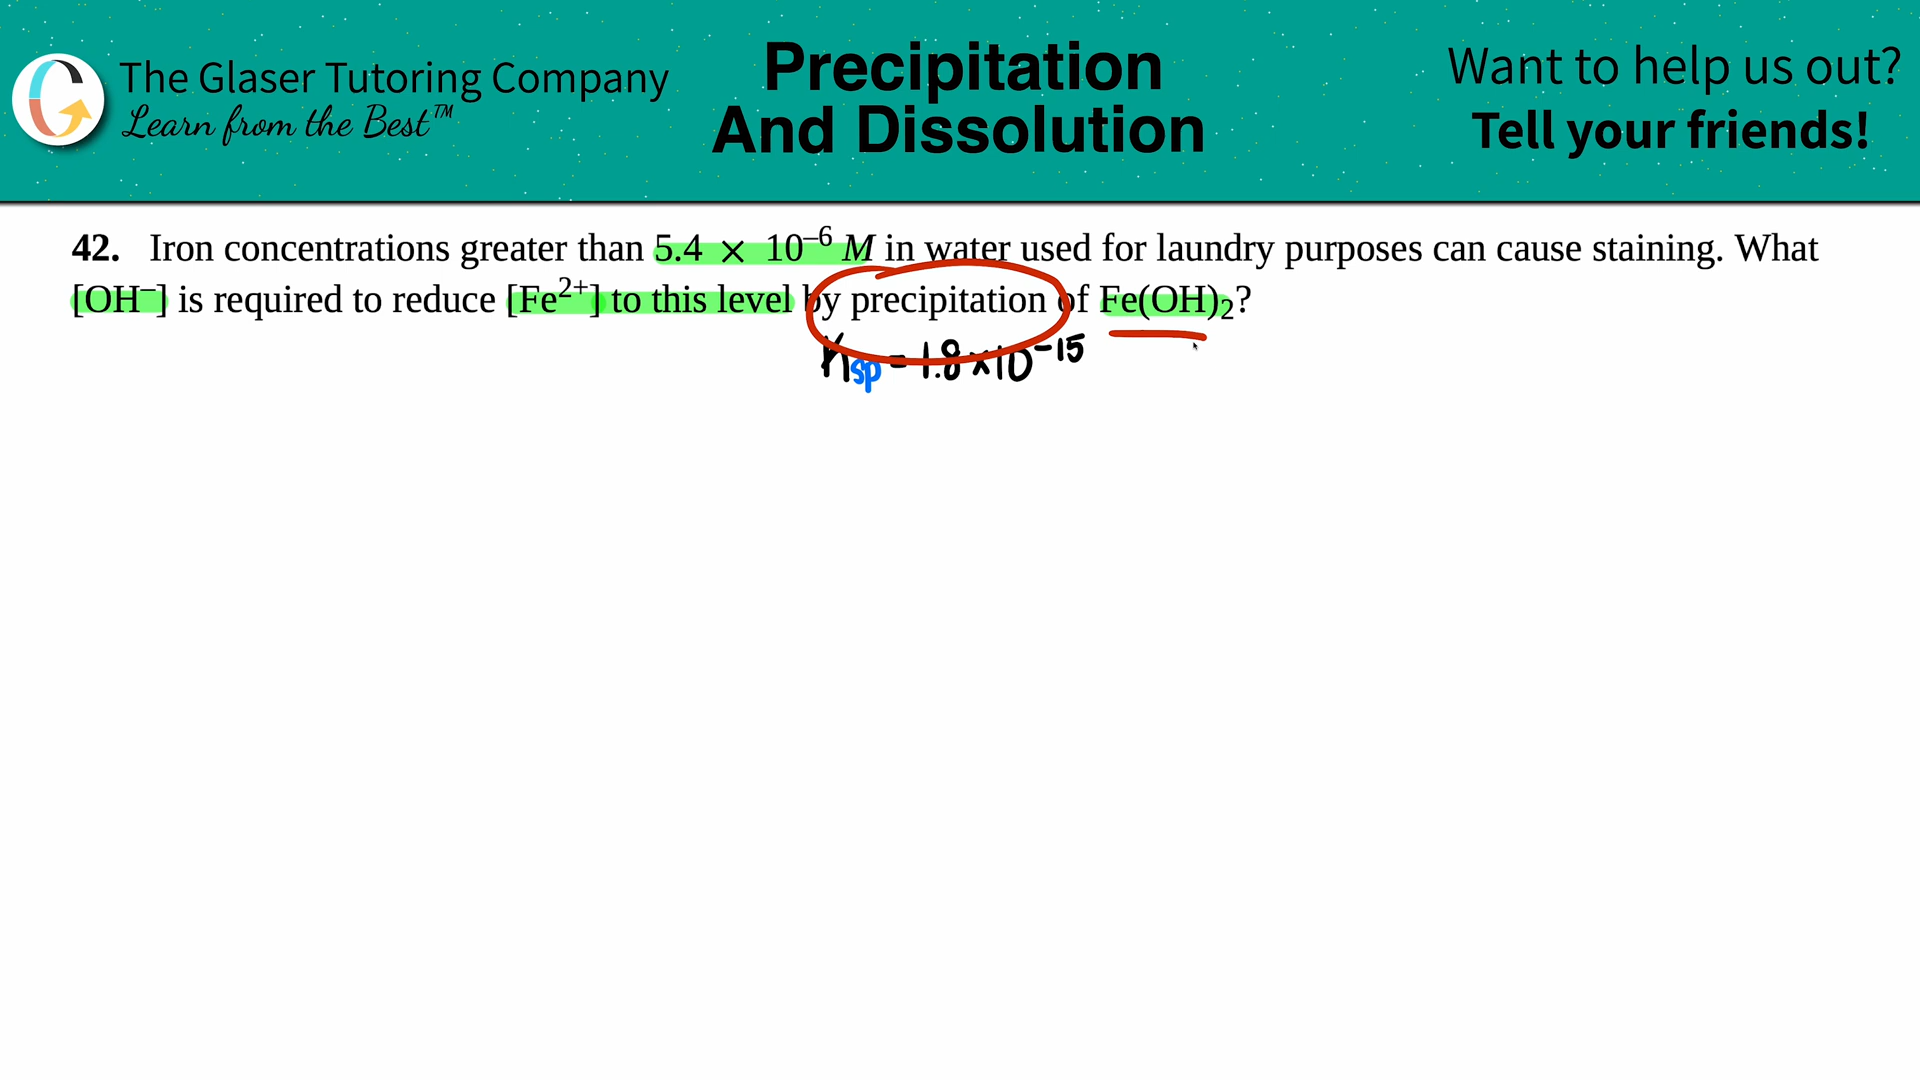 The Glaser Tutoring Company
Learn from the Best™
Precipitation
And Dissolution
Want to help us out?
Tell your friends!
42. Iron concentrations greater than 5.4 × 10⁻⁶ M in water used for laundry purposes can cause staining. What
[OH⁻] is required to reduce [Fe²⁺] to this level by precipitation of Fe(OH)₂?
Ksp = 1.8×10⁻¹⁵